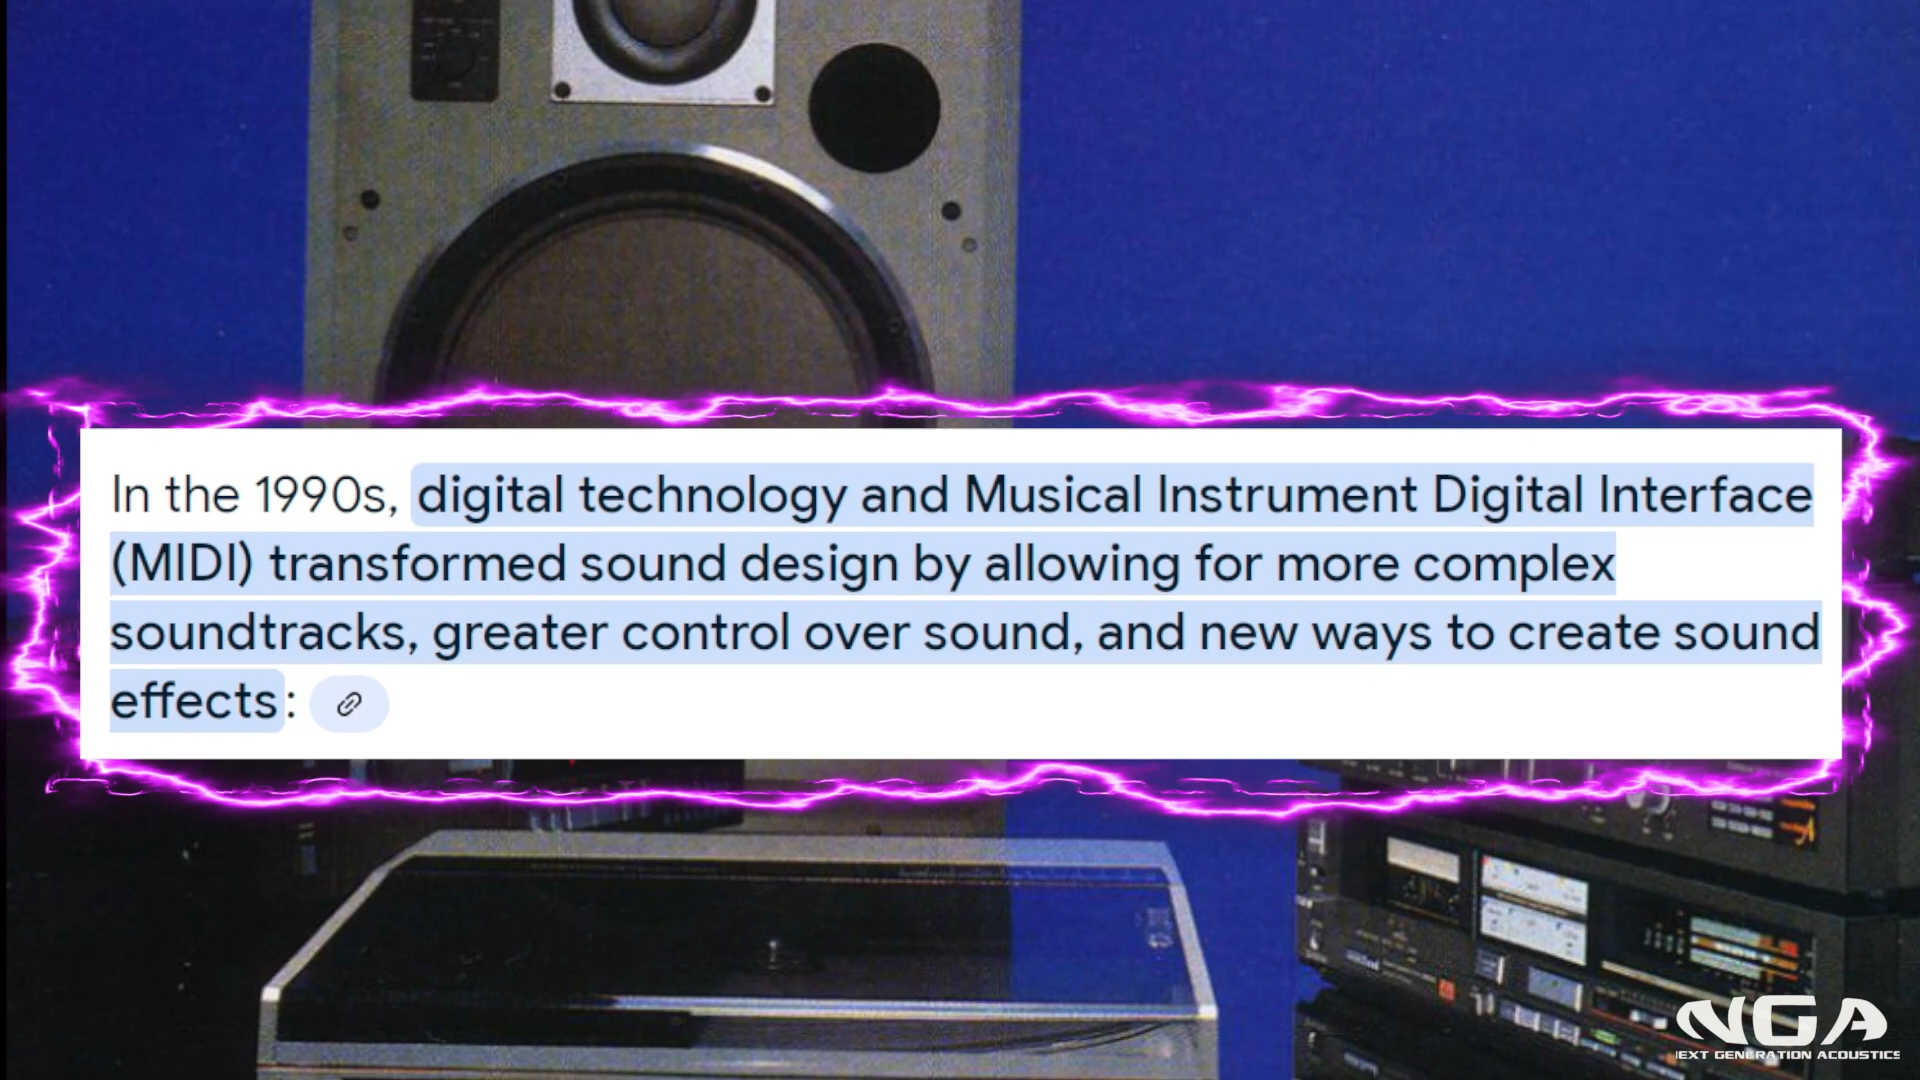 In the 1990s, digital technology and Musical Instrument Digital Interface
(MIDI) transformed sound design by allowing for more complex
soundtracks, greater control over sound, and new ways to create sound
effects:
NGA
EXT GENERATION ACOUSTICS